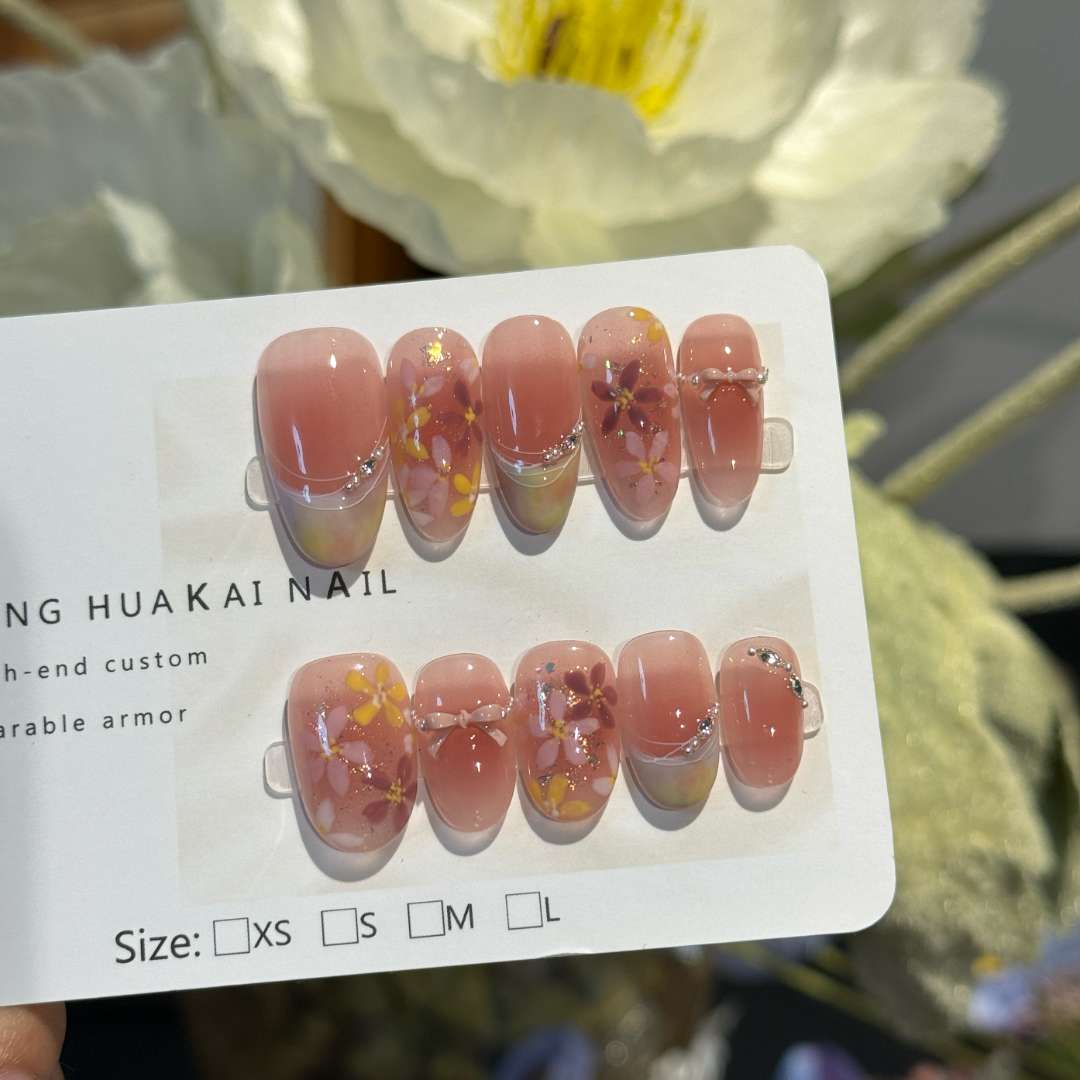 NG HUAKAI NAIL
h-end custom
arable armor
Size: □XS □S □M □L